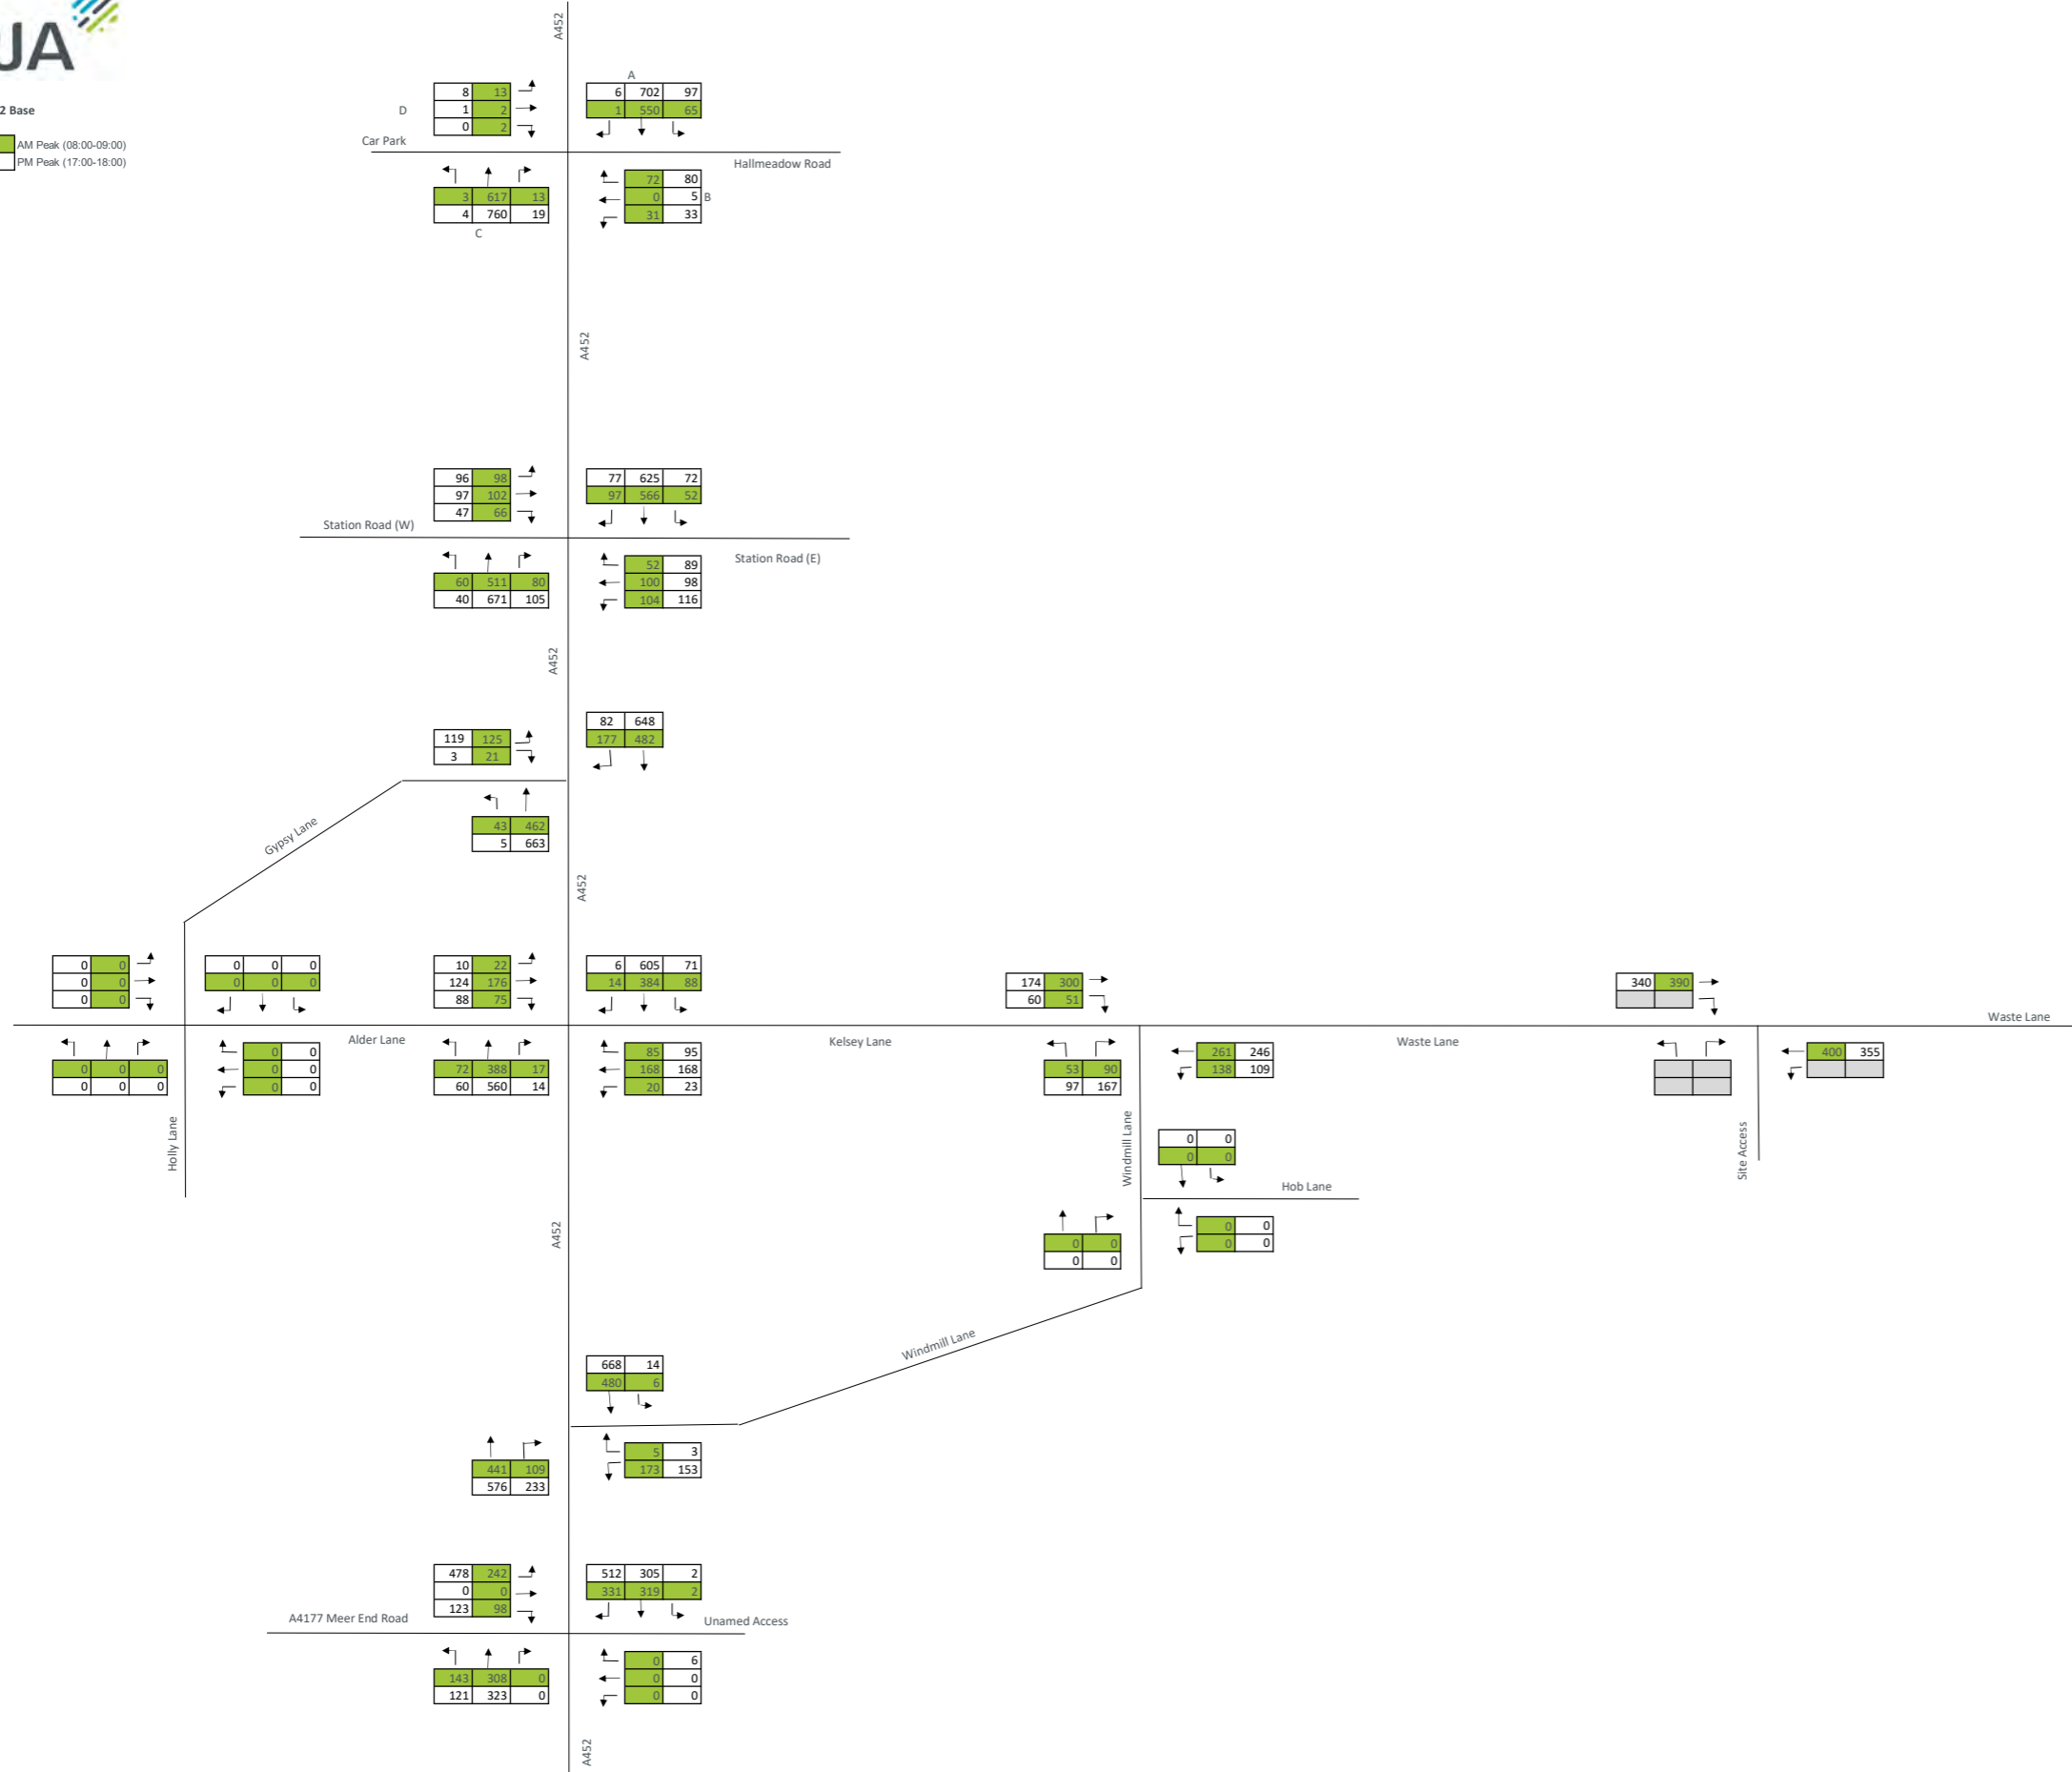 JA
A452
2 Base
AM Peak (08:00-09:00)
PM Peak (17:00-18:00)
A
8 13
1 2
0 2
D
6 702 97
1 550 65
Car Park
Hallmeadow Road
3 617 13
4 760 19
C
72 80
0 5
31 33
B
A452
96 98
97 102
47 66
77 625 72
97 566 52
Station Road (W)
Station Road (E)
60 511 80
40 671 105
52 89
100 98
104 116
A452
119 125
3 21
82 648
177 482
43 462
5 663
Gypsy Lane
A452
0 0
0 0
0 0
0 0 0
0 0 0
10 22
124 176
88 75
6 605 71
14 384 88
174 300
60 51
340 390
Waste Lane
Alder Lane
Kelsey Lane
Waste Lane
0 0 0
0 0 0
0 0
0 0
0 0
72 388 17
60 560 14
85 95
168 168
20 23
53 90
97 167
261 246
138 109
400 355
Holly Lane
Windmill Lane
Site Access
0 0
0 0
Hob Lane
A452
0 0
0 0
0 0
0 0
Windmill Lane
668 14
480 6
441 109
576 233
5 3
173 153
478 242
0 0
123 98
512 305 2
331 319 2
A4177 Meer End Road
Unamed Access
143 308 0
121 323 0
0 6
0 0
0 0
A452